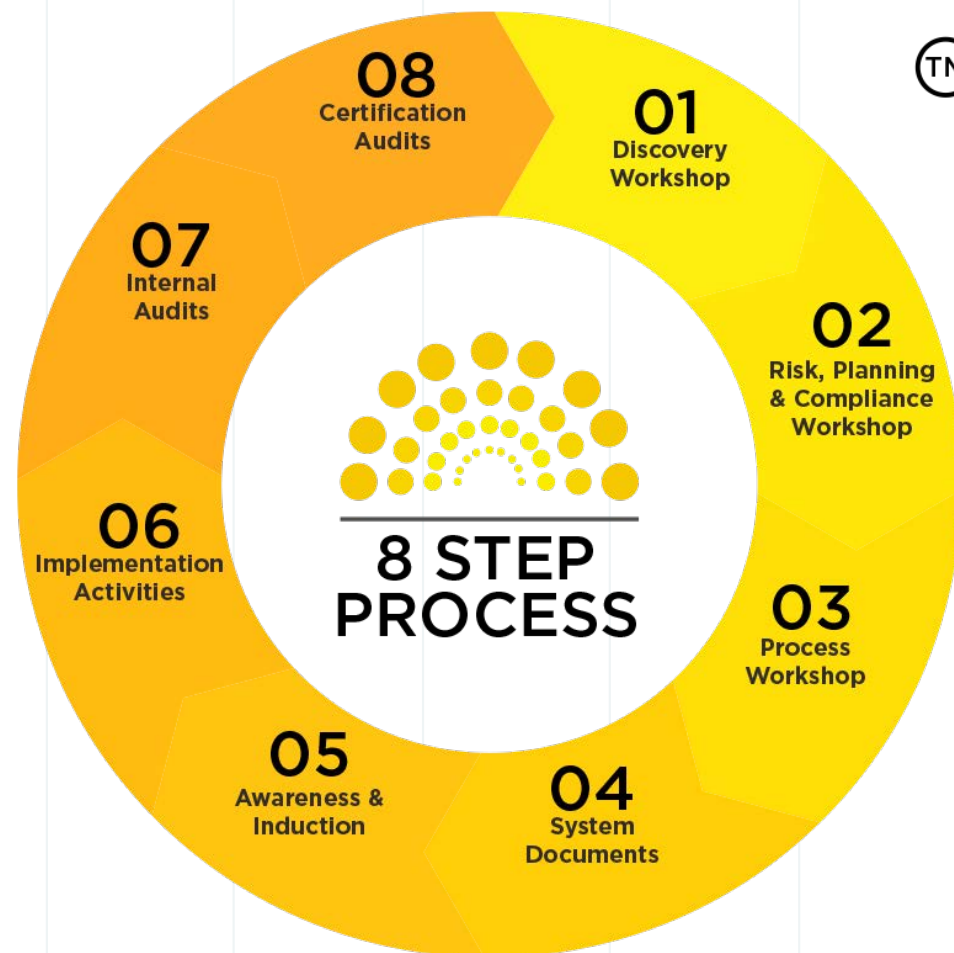 01
Discovery
Workshop
02
Risk, Planning
& Compliance
Workshop
03
Process
Workshop
04
System
Documents
05
Awareness &
Induction
06
Implementation
Activities
07
Internal
Audits
08
Certification
Audits
8 STEP
PROCESS